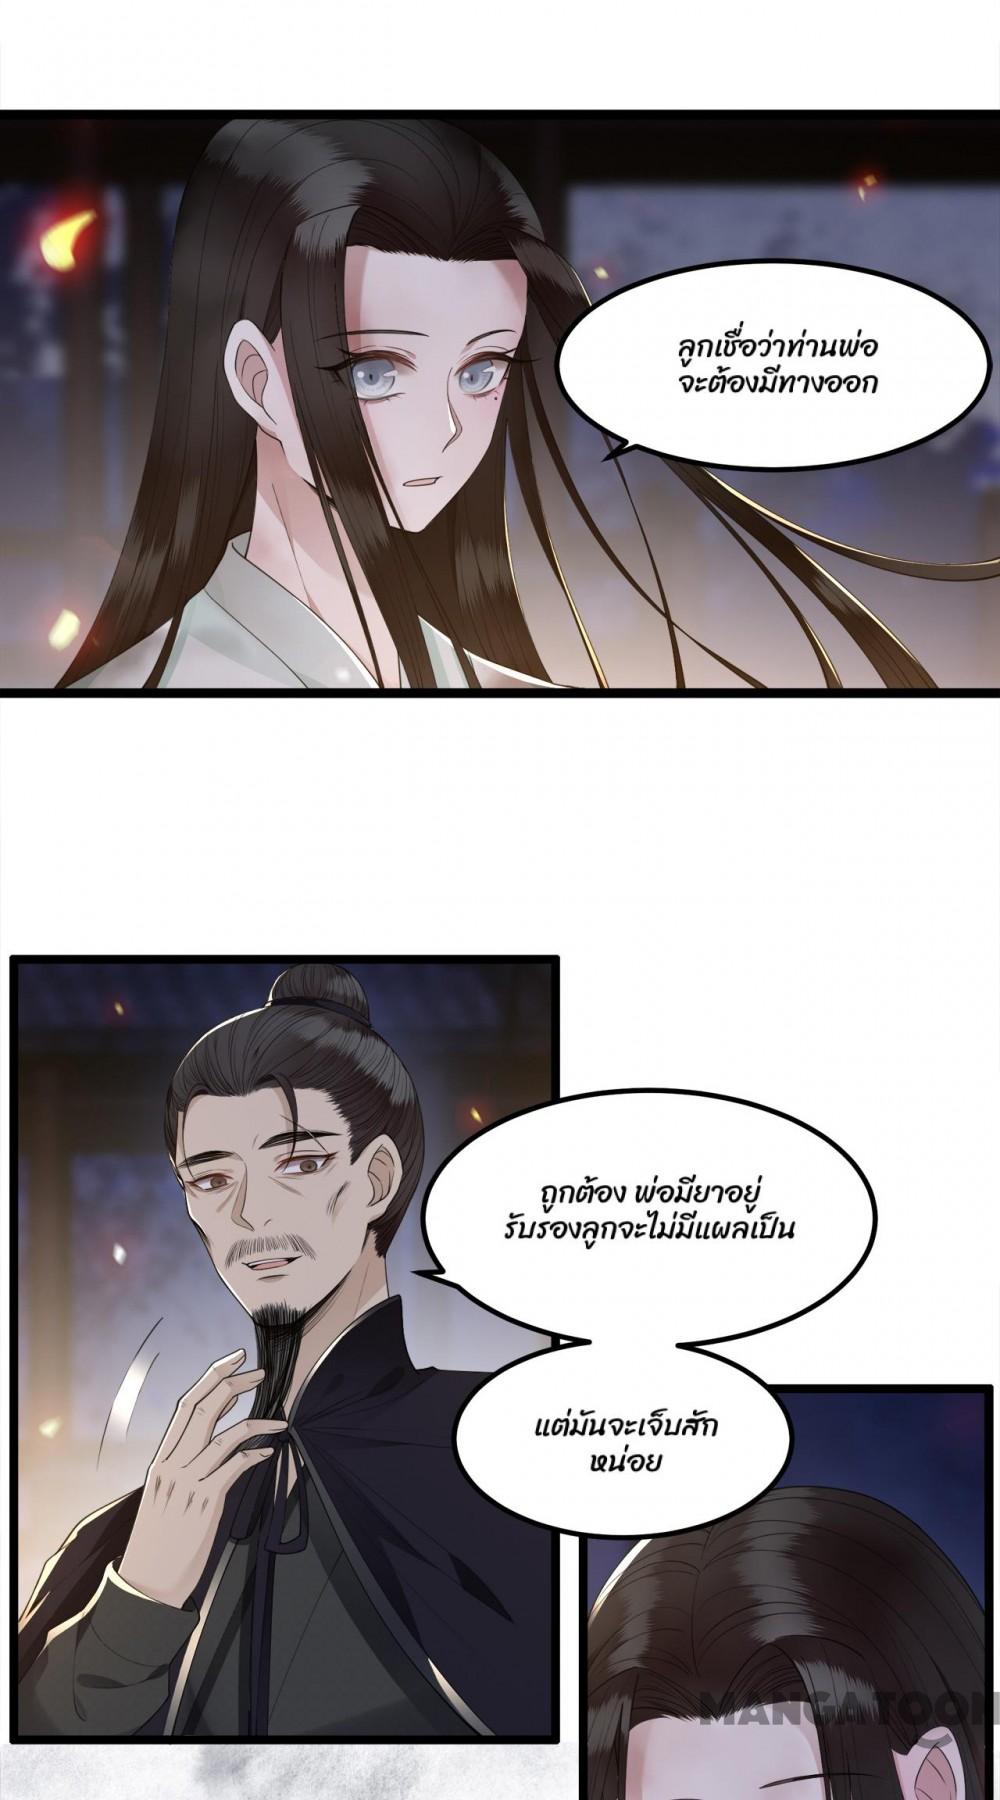 ลูกเชื่อว่าท่านพ่อ
จะต้องมีทางออก
ถูกต้อง พ่อมียาอยู่
รับรองลูกจะไม่มีแผลเป็น
แต่มันจะเจ็บสัก
หน่อย
MANGATOON